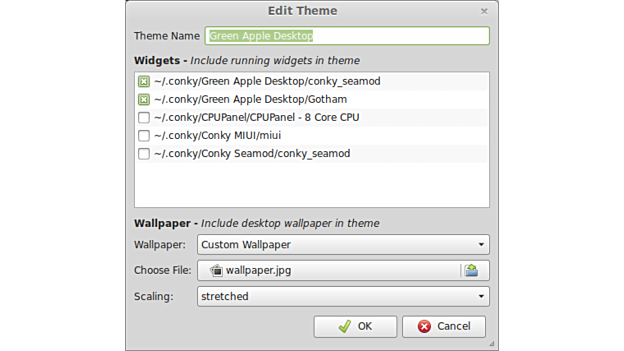 Edit Theme
Theme Name Green Apple Desktop
Widgets - Include running widgets in theme
~/.conky/Green Apple Desktop/conky_seamod
~/.conky/Green Apple Desktop/Gotham
~/.conky/CPUPanel/CPUPanel - 8 Core CPU
~/.conky/Conky MIUI/miui
~/.conky/Conky Seamod/conky_seamod
Wallpaper - Include desktop wallpaper in theme
Wallpaper: Custom Wallpaper
Choose File: wallpaper.jpg
Scaling: stretched
OK Cancel